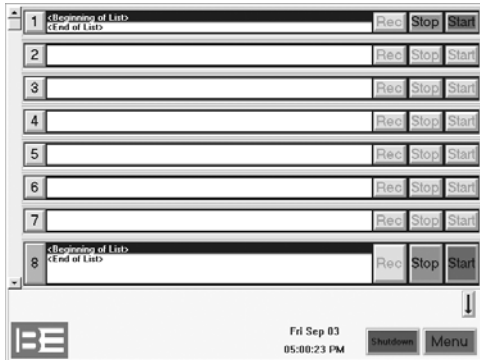 1 <Beginning of List> Rec Stop Start
<End of List>
2 Rec Stop Start
3 Rec Stop Start
4 Rec Stop Start
5 Rec Stop Start
6 Rec Stop Start
7 Rec Stop Start
<Beginning of List>
8 <End of List> Rec Stop Start
BE
Fri Sep 03
05:00:23 PM Shutdown Menu